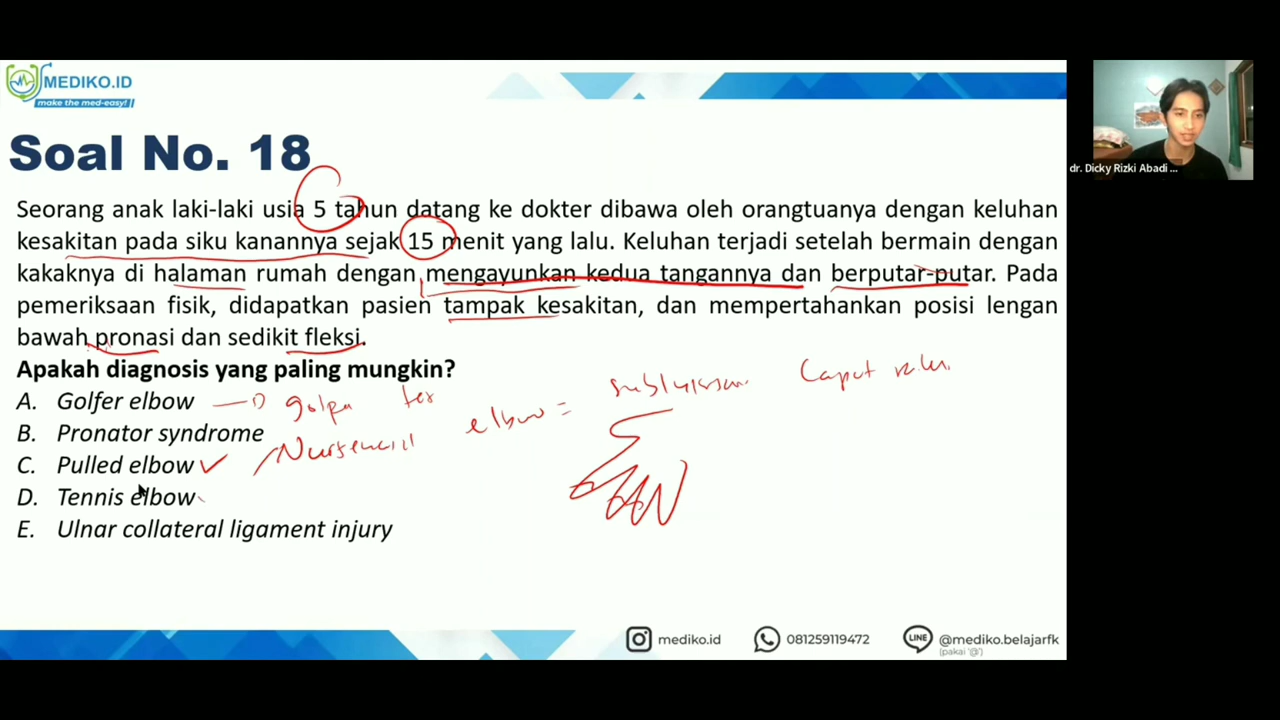 MEDIKO.ID
make the med-easy!
Soal No. 18
dr. Dicky Rizki Abadi ...
Seorang anak laki-laki usia 5 tahun datang ke dokter dibawa oleh orangtuanya dengan keluhan
kesakitan pada siku kanannya sejak 15 menit yang lalu. Keluhan terjadi setelah bermain dengan
kakaknya di halaman rumah dengan mengayunkan kedua tangannya dan berputar-putar. Pada
pemeriksaan fisik, didapatkan pasien tampak kesakitan, dan mempertahankan posisi lengan
bawah pronasi dan sedikit fleksi.
Apakah diagnosis yang paling mungkin?
A. Golfer elbow
B. Pronator syndrome
C. Pulled elbow
D. Tennis elbow
E. Ulnar collateral ligament injury
elbow =
Caput
mediko.id
081259119472
LINE
@mediko.belajarfk
(pakai '@')